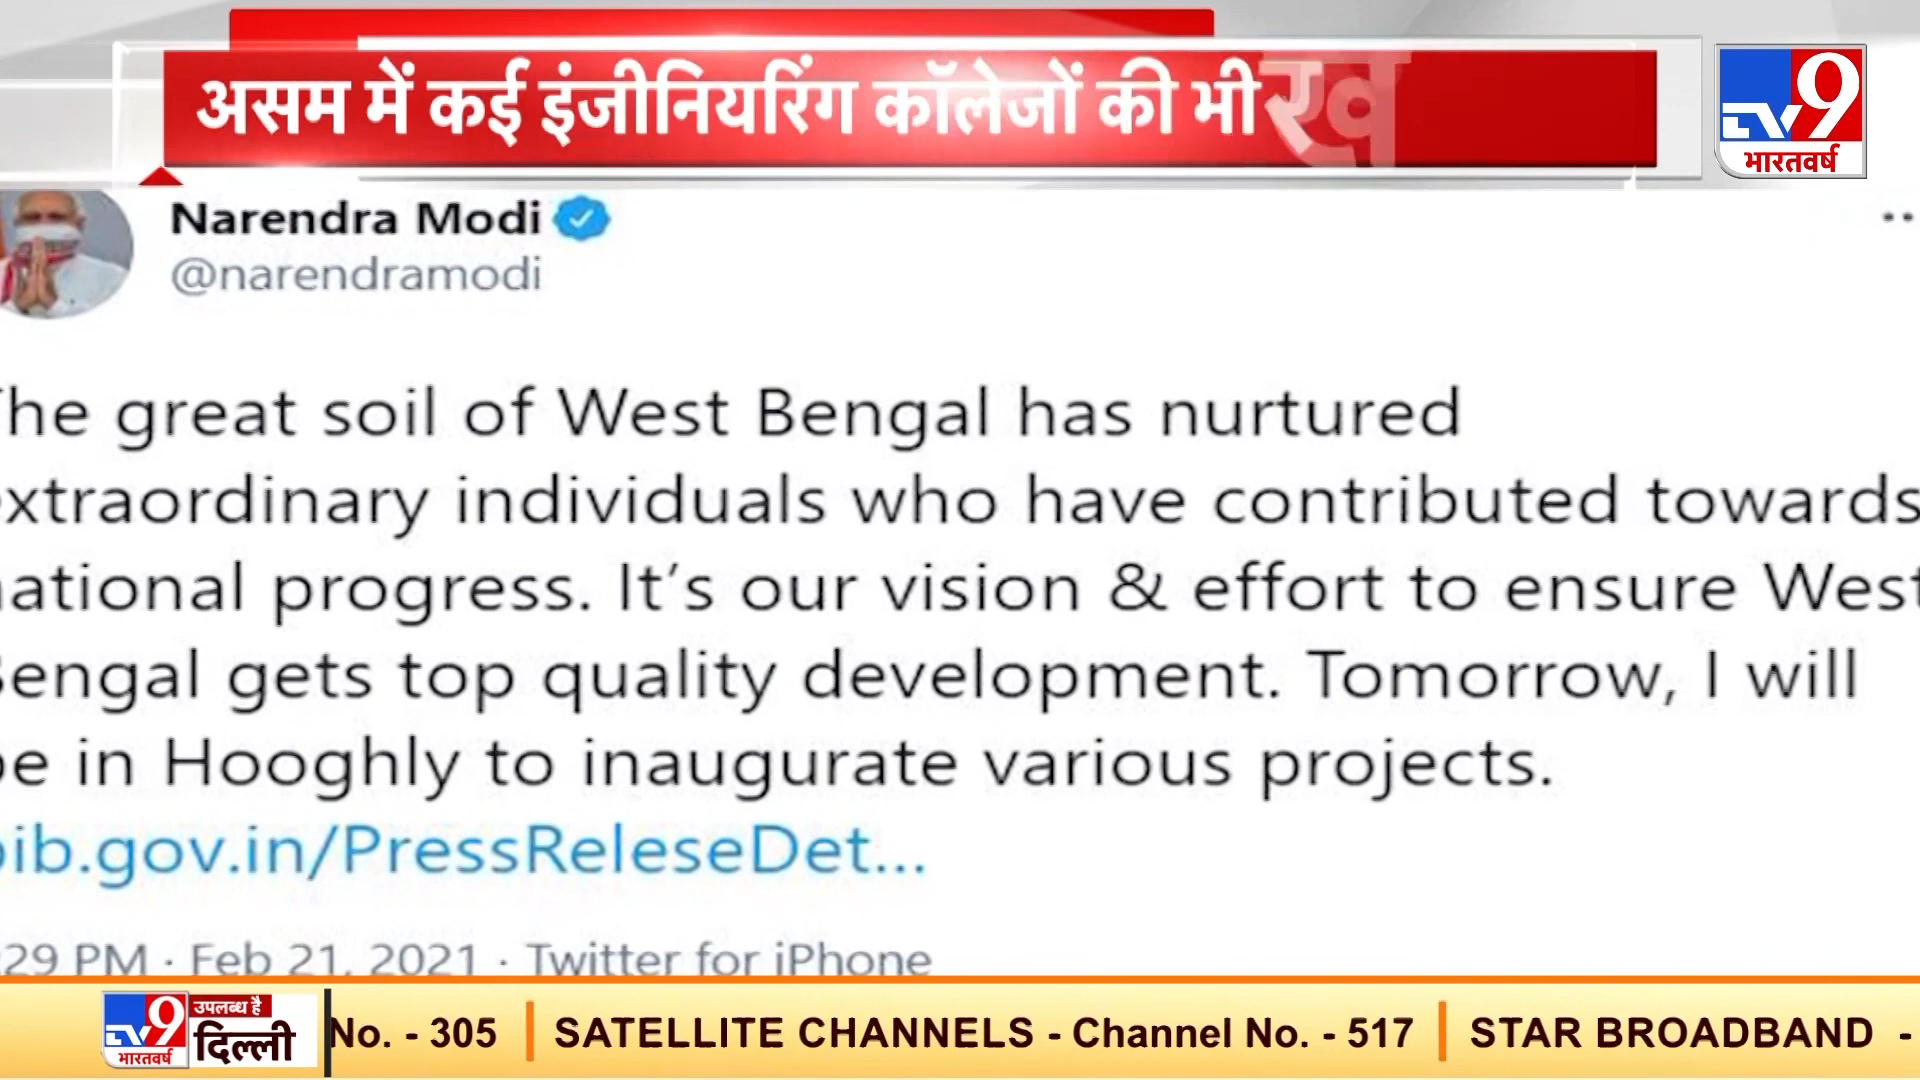 असम में कई इंजीनियरिंग कॉलेजों की भी
TV9
भारतवर्ष
Narendra Modi
@narendramodi
he great soil of West Bengal has nurtured
xtraordinary individuals who have contributed towards
ational progress. It's our vision & effort to ensure West
engal gets top quality development. Tomorrow, I will
be in Hooghly to inaugurate various projects.
pib.gov.in/PressReleseDet...
:29 PM · Feb 21, 2021 · Twitter for iPhone
TV9 भारतवर्ष उपलब्ध है दिल्ली No. - 305 | SATELLITE CHANNELS - Channel No. - 517 | STAR BROADBAND -